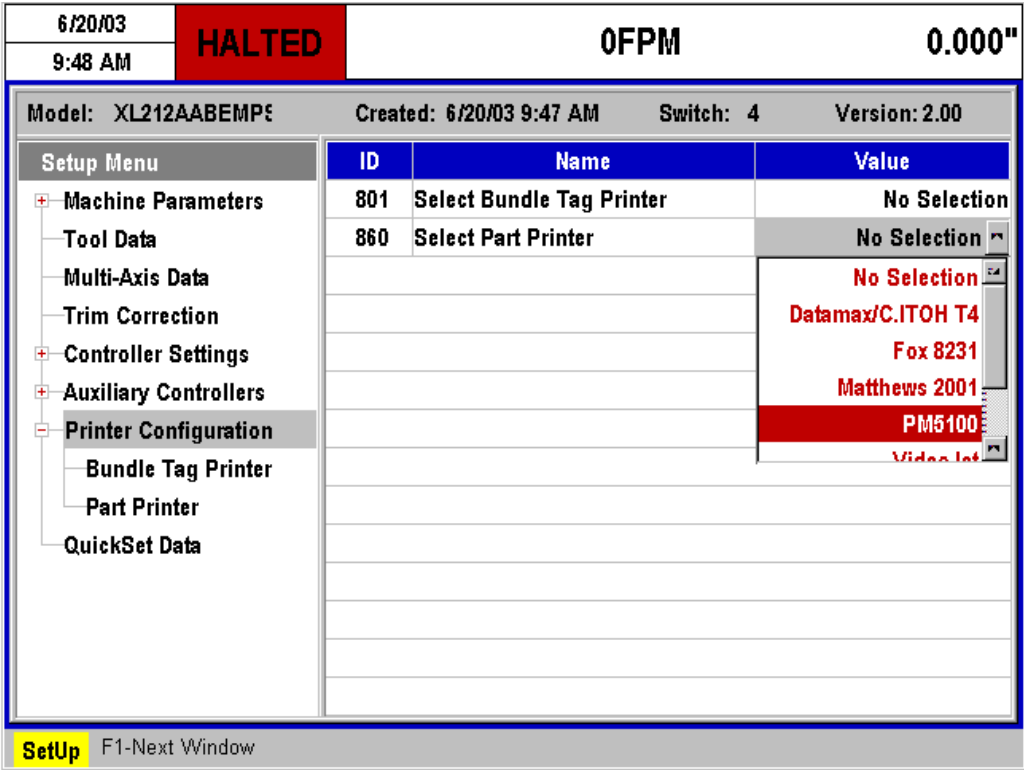 6/20/03
9:48 AM
HALTED
0FPM
0.000"
Model: XL212AABEMPS
Created: 6/20/03 9:47 AM
Switch: 4
Version: 2.00
Setup Menu
Machine Parameters
Tool Data
Multi-Axis Data
Trim Correction
Controller Settings
Auxiliary Controllers
Printer Configuration
Bundle Tag Printer
Part Printer
QuickSet Data
ID Name Value
801 Select Bundle Tag Printer No Selection
860 Select Part Printer No Selection
No Selection
Datamax/C.ITOH T4
Fox 8231
Matthews 2001
PM5100
SetUp F1-Next Window